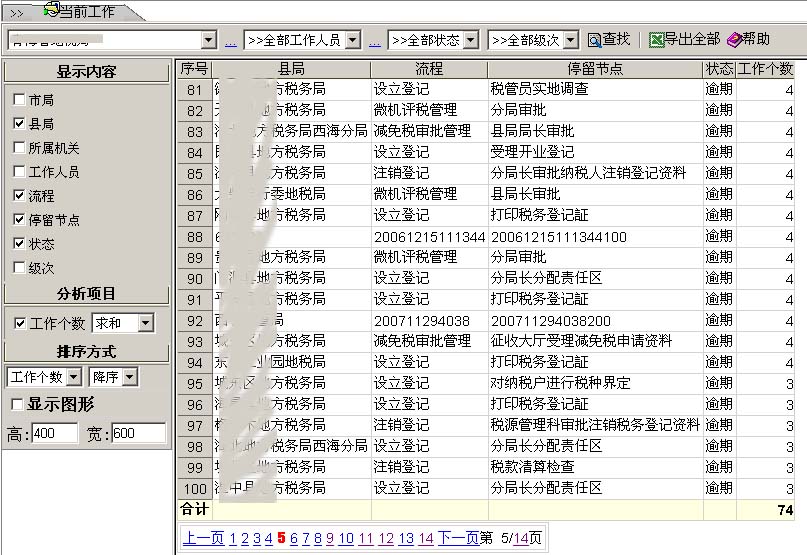 >> 当前工作
... >>全部工作人员 ... >>全部状态 >>全部级次 查找 导出全部 帮助
显示内容
市局
县局
所属机关
工作人员
流程
停留节点
状态
级次
分析项目
工作个数 求和
排序方式
工作个数 降序
显示图形
高: 400 宽: 600
序号 县局 流程 停留节点 状态 工作个数
81 方税务局 设立登记 税管员实地调查 逾期 4
82 地方税务局 微机评税管理 分局审批 逾期 4
83 地方税务局西海分局 减免税审批管理 县局局长审批 逾期 4
84 县地方税务局 设立登记 受理开业登记 逾期 4
85 地方税务局 注销登记 分局长审批纳税人注销登记资料 逾期 4
86 行委地税局 微机评税管理 县局长审批 逾期 4
87 地方税务局 设立登记 打印税务登记証 逾期 4
88 6 20061215111344 20061215111344100 逾期 4
89 地方税务局 微机评税管理 分局审批 逾期 4
90 地方税务局 设立登记 分局长分配责任区 逾期 4
91 地方税务局 设立登记 打印税务登记証 逾期 4
92 局 200711294038 200711294038200 逾期 4
93 地方税务局 减免税审批管理 征收大厅受理减免税申请资料 逾期 4
94 东 业园地税局 设立登记 打印税务登记証 逾期 4
95 城东区地方税务局 设立登记 对纳税户进行税种界定 逾期 3
96 地方税务局 设立登记 打印税务登记証 逾期 3
97 地方税务局 注销登记 税源管理科审批注销税务登记资料 逾期 3
98 地 税务局西海分局 设立登记 分局长分配责任区 逾期 3
99 方税务局 注销登记 税款清算检查 逾期 3
100 中县 方税务局 设立登记 分局长分配责任区 逾期 3
合计 74
上一页 1 2 3 4 5 6 7 8 9 10 11 12 13 14 下一页第 5/14页